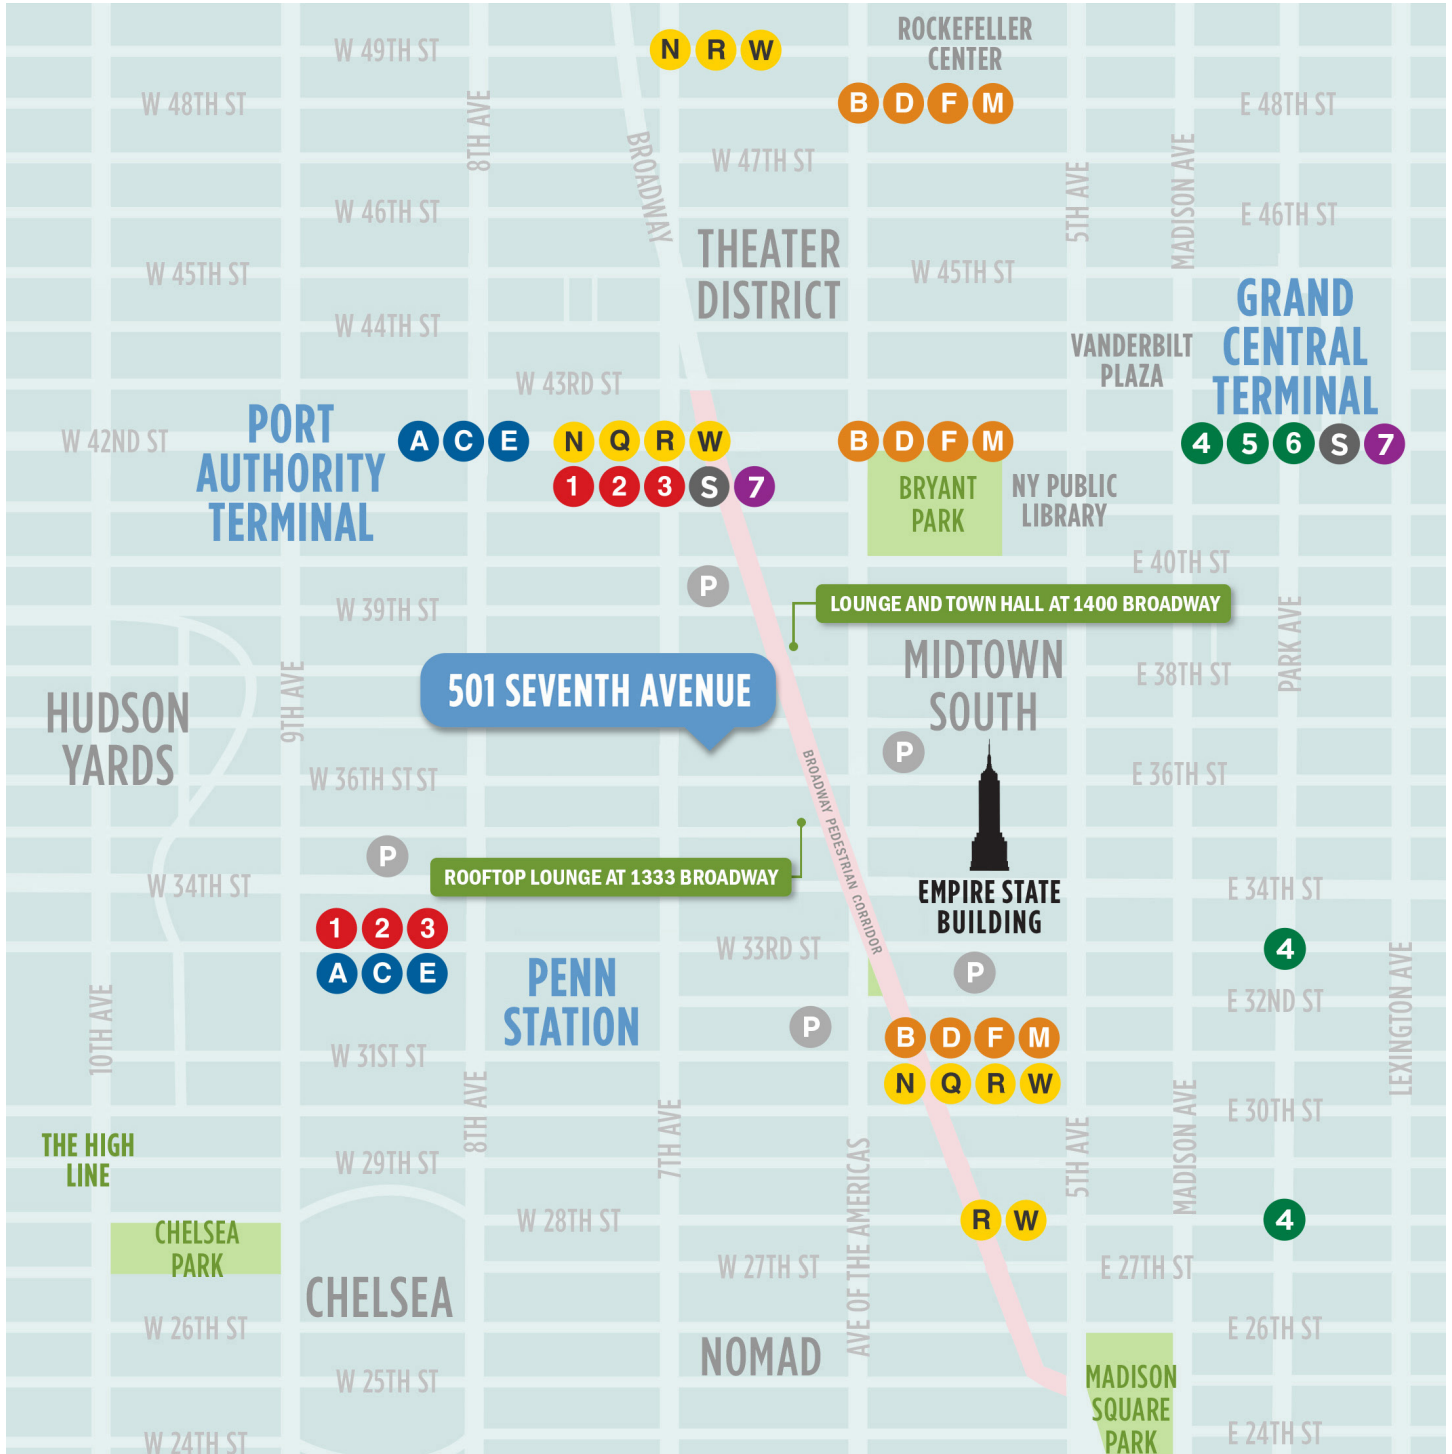 W 49TH ST
N R W
ROCKEFELLER
CENTER
W 48TH ST
8TH AVE
BROADWAY
B D F M
E 48TH ST
W 47TH ST
5TH AVE
MADISON AVE
W 46TH ST
E 46TH ST
THEATER
DISTRICT
W 45TH ST
W 45TH ST
GRAND
CENTRAL
TERMINAL
W 44TH ST
VANDERBILT
PLAZA
W 43RD ST
W 42ND ST
PORT
AUTHORITY
TERMINAL
A C E
N Q R W
1 2 3 S 7
B D F M
4 5 6 S 7
BRYANT
PARK
NY PUBLIC
LIBRARY
E 40TH ST
P
W 39TH ST
LOUNGE AND TOWN HALL AT 1400 BROADWAY
PARK AVE
MIDTOWN
SOUTH
E 38TH ST
501 SEVENTH AVENUE
9TH AVE
HUDSON
YARDS
P
W 36TH ST ST
E 36TH ST
BROADWAY PEDESTRIAN CORRIDOR
P
ROOFTOP LOUNGE AT 1333 BROADWAY
W 34TH ST
EMPIRE STATE
BUILDING
E 34TH ST
1 2 3
A C E
W 33RD ST
4
PENN
STATION
P
E 32ND ST
LEXINGTON AVE
10TH AVE
P
B D F M
N Q R W
W 31ST ST
8TH AVE
7TH AVE
E 30TH ST
THE HIGH
LINE
W 29TH ST
AVE OF THE AMERICAS
5TH AVE
MADISON AVE
W 28TH ST
R W
4
CHELSEA
PARK
W 27TH ST
E 27TH ST
CHELSEA
W 26TH ST
E 26TH ST
NOMAD
W 25TH ST
MADISON
SQUARE
PARK
W 24TH ST
E 24TH ST